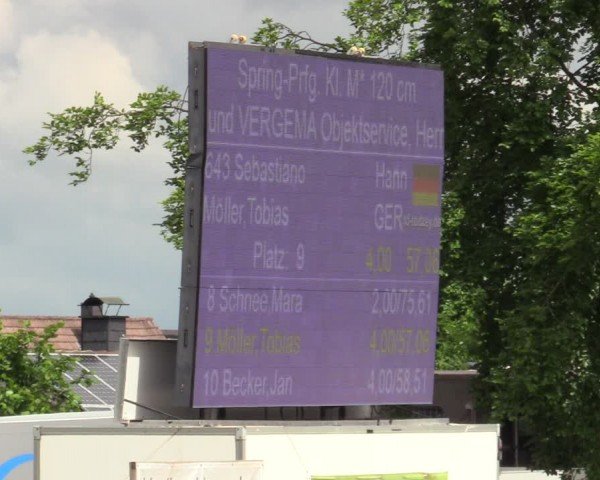 Spring-Prfg. Kl. M* 120 cm
und VERGEMA Objektservice, Herr
643 Sebastiano Hann
Möller, Tobias GER
Platz 9 4,00 57.06
8 Schnee, Mara 2,00/75,61
9 Möller, Tobias 4,00/57.06
10 Becker, Jan 4,00/58,51